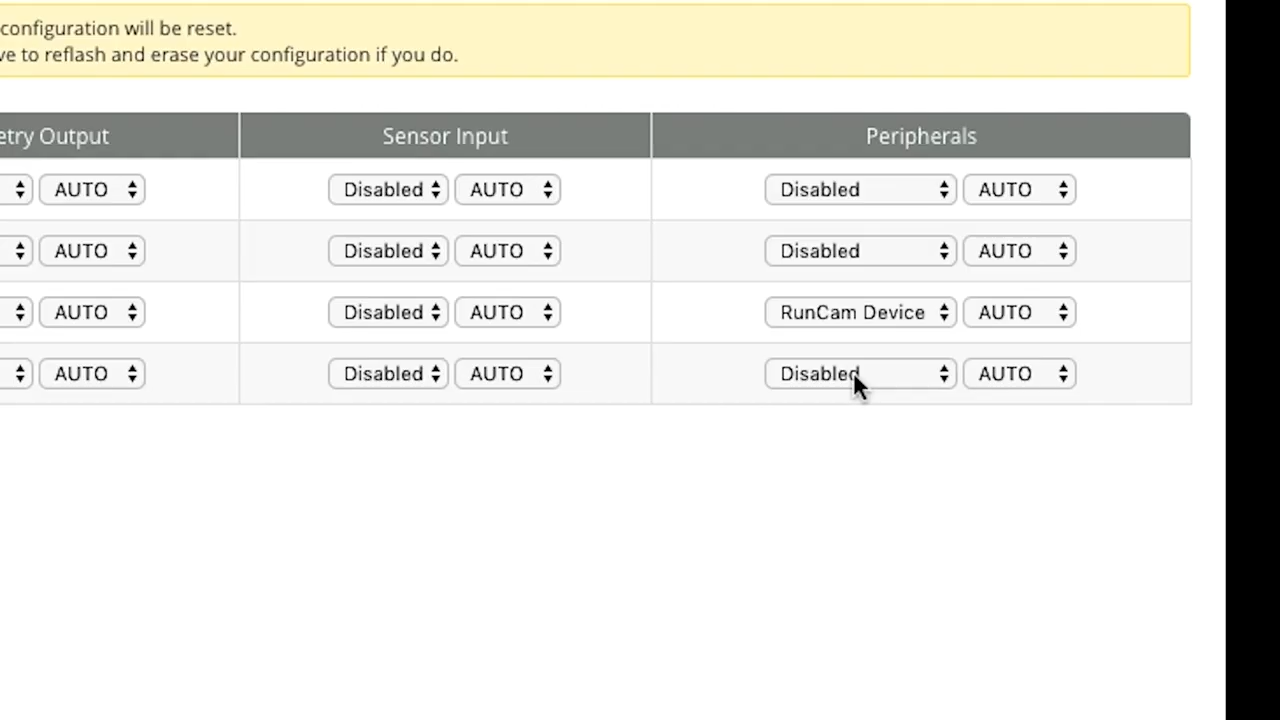 configuration will be reset.
ve to reflash and erase your configuration if you do.
etry Output Sensor Input Peripherals
AUTO Disabled AUTO Disabled AUTO
AUTO Disabled AUTO Disabled AUTO
AUTO Disabled AUTO RunCam Device AUTO
AUTO Disabled AUTO Disabled AUTO